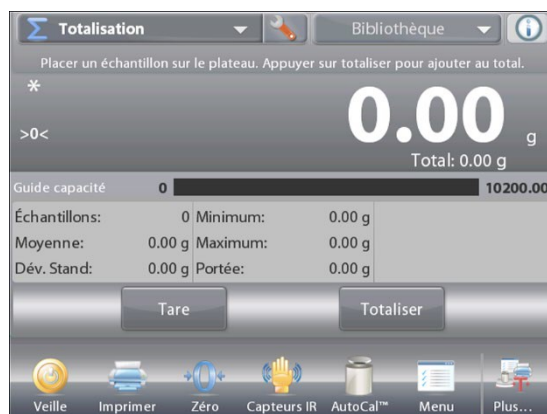 Σ Totalisation Bibliothèque i
Placer un échantillon sur le plateau. Appuyer sur totaliser pour ajouter au total.
*
0.00 g
>0<
Total: 0.00 g
Guide capacité 0 10200.00
Échantillons: 0 Minimum: 0.00 g
Moyenne: 0.00 g Maximum: 0.00 g
Dév. Stand: 0.00 g Portée: 0.00 g
Tare Totaliser
Veille Imprimer Zéro Capteurs IR AutoCal™ Menu Plus...